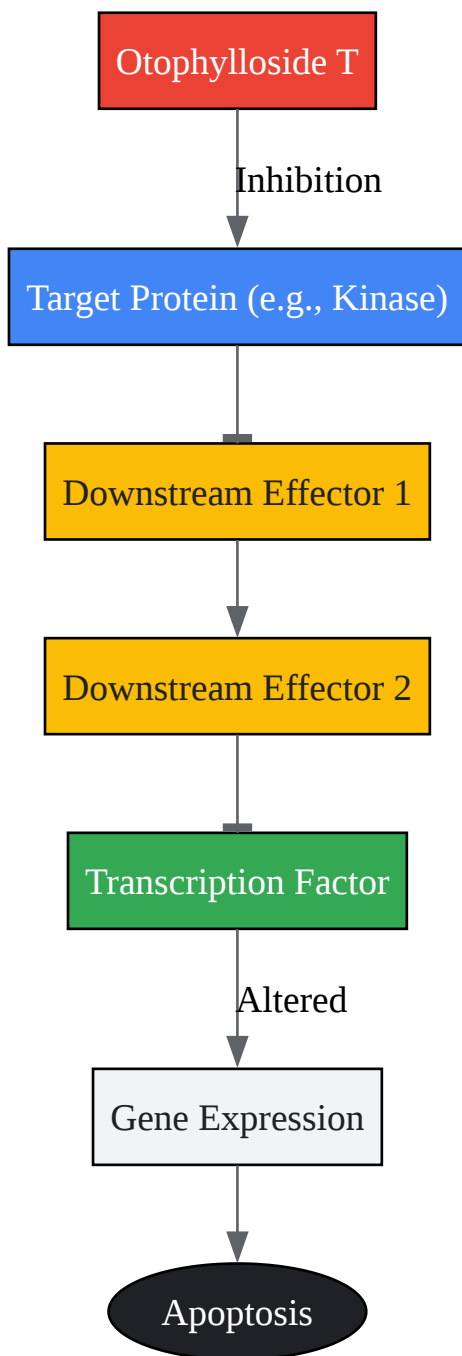 Otophylloside T
Inhibition
Target Protein (e.g., Kinase)
Downstream Effector 1
Downstream Effector 2
Transcription Factor
Altered
Gene Expression
Apoptosis